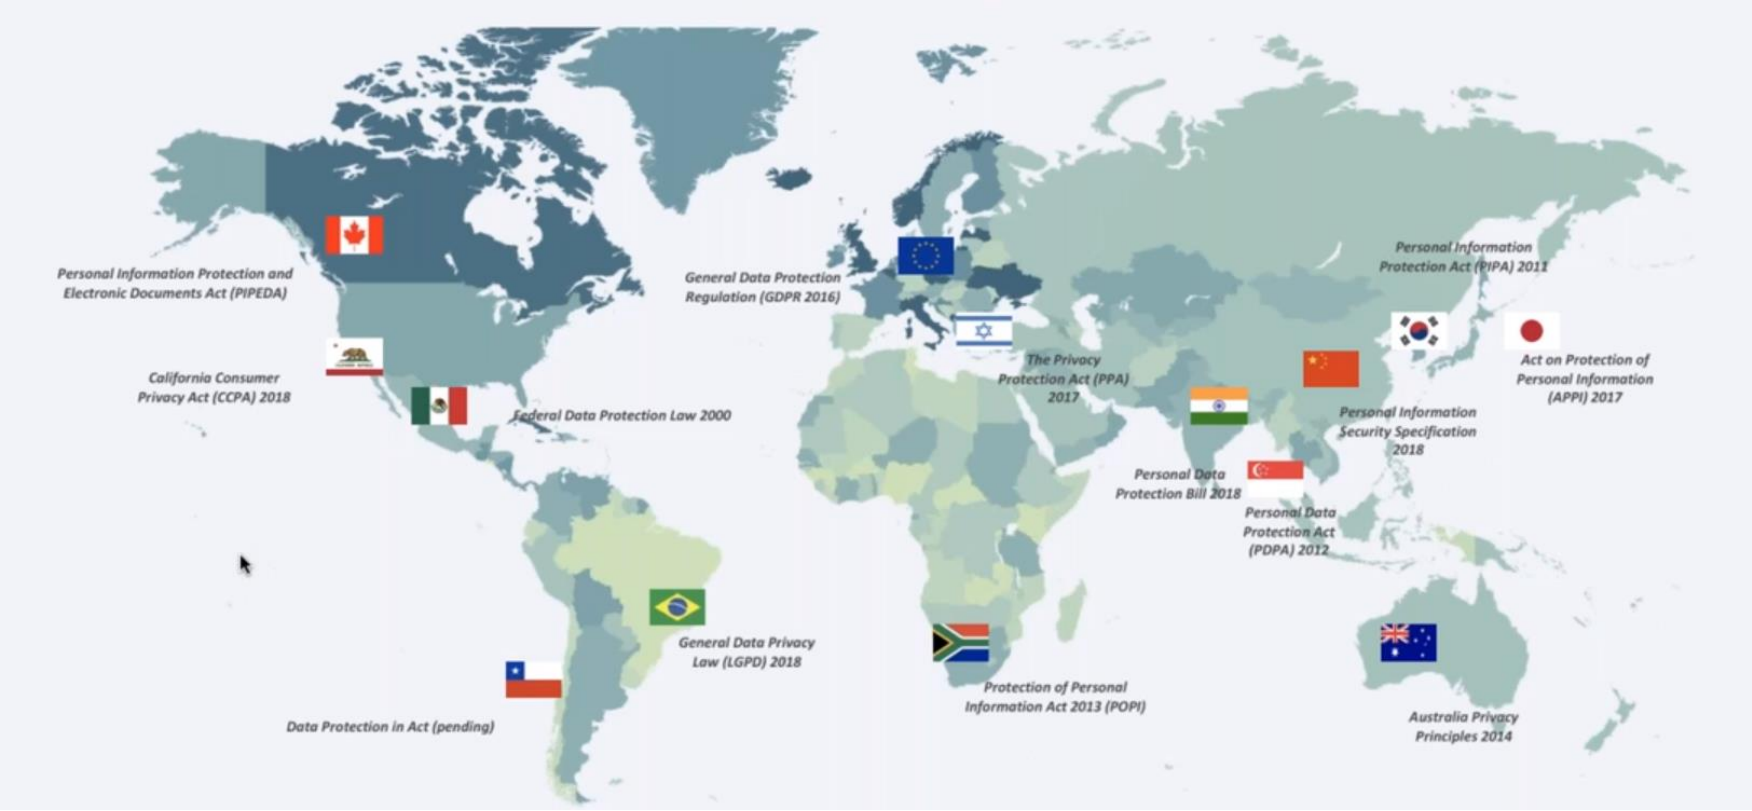 Personal Information Protection and
Electronic Documents Act (PIPEDA)
California Consumer
Privacy Act (CCPA) 2018
Federal Data Protection Law 2000
General Data Protection
Regulation (GDPR 2016)
The Privacy
Protection Act (PPA)
2017
Personal Information
Protection Act (PIPA) 2011
Act on Protection of
Personal Information
(APPI) 2017
Personal Information
Security Specification
2018
Personal Data
Protection Bill 2018
Personal Data
Protection Act
(PDPA) 2012
General Data Privacy
Law (LGPD) 2018
Data Protection in Act (pending)
Protection of Personal
Information Act 2013 (POPI)
Australia Privacy
Principles 2014